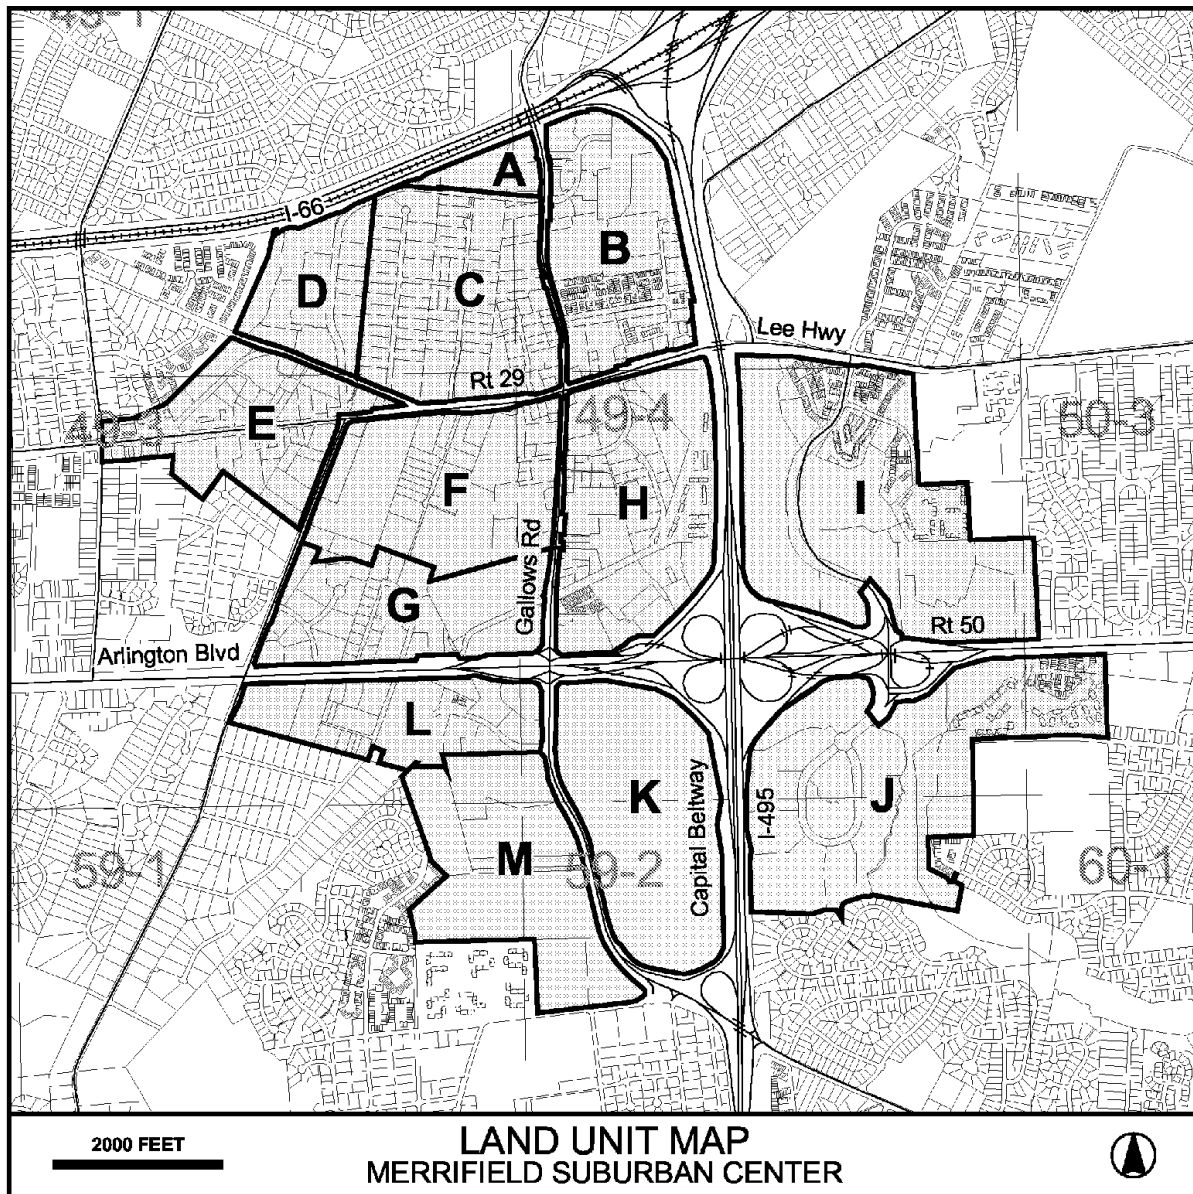 A
I-66
B
D
C
Lee Hwy
Rt 29
49-4
50-3
E
F
H
I
Gallows Rd
G
Rt 50
Arlington Blvd
L
K
Capital Beltway
I-495
J
M
59-1
59-2
60-1
2000 FEET
LAND UNIT MAP
MERRIFIELD SUBURBAN CENTER